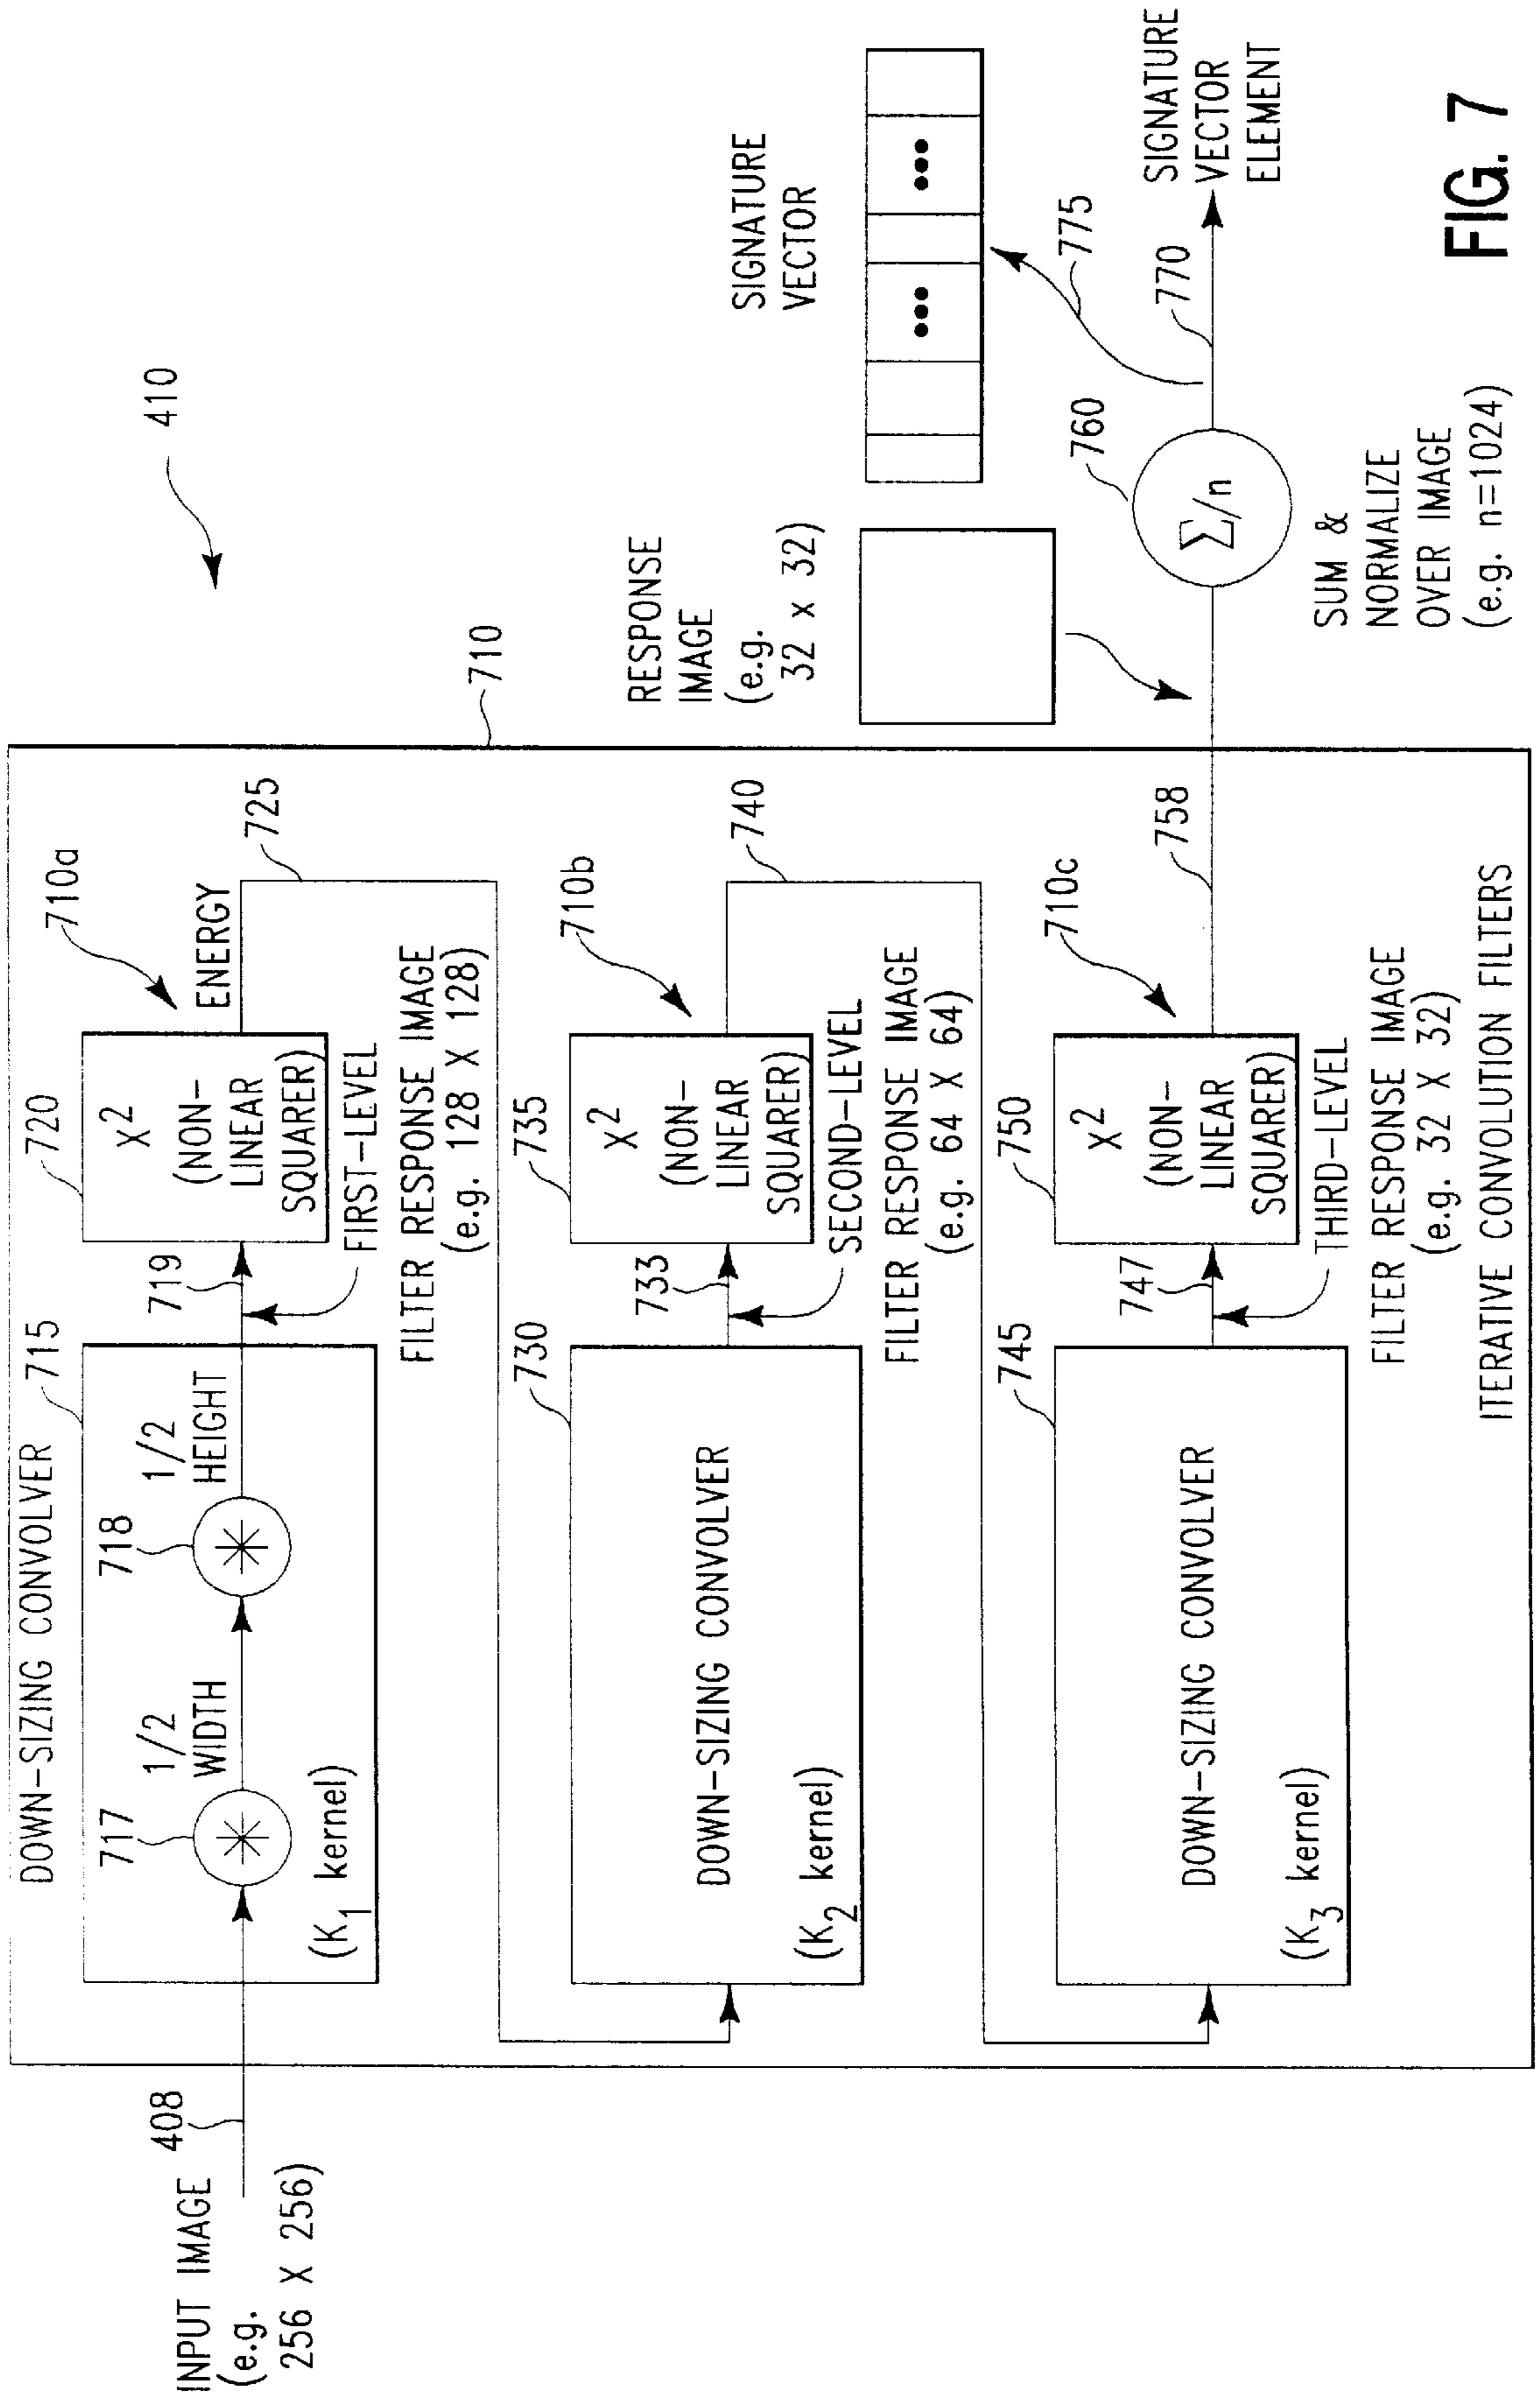 INPUT IMAGE
(e.g.
256 X 256)
408
DOWN-SIZING CONVOLVER
715
717
1/2
WIDTH
718
1/2
HEIGHT
(K1 kernel)
719
720
X2
(NON-
LINEAR
SQUARER)
710a
ENERGY
725
FIRST-LEVEL
FILTER RESPONSE IMAGE
(e.g. 128 X 128)
730
DOWN-SIZING CONVOLVER
(K2 kernel)
733
735
X2
(NON-
LINEAR
SQUARER)
710b
740
SECOND-LEVEL
FILTER RESPONSE IMAGE
(e.g. 64 X 64)
745
DOWN-SIZING CONVOLVER
(K3 kernel)
747
750
X2
(NON-
LINEAR
SQUARER)
710c
758
THIRD-LEVEL
FILTER RESPONSE IMAGE
(e.g. 32 X 32)
ITERATIVE CONVOLUTION FILTERS
710
410
RESPONSE
IMAGE
(e.g.
32 x 32)
760
Σ/n
SUM &
NORMALIZE
OVER IMAGE
(e.g. n=1024)
SIGNATURE
VECTOR
775
770
SIGNATURE
VECTOR
ELEMENT
FIG. 7